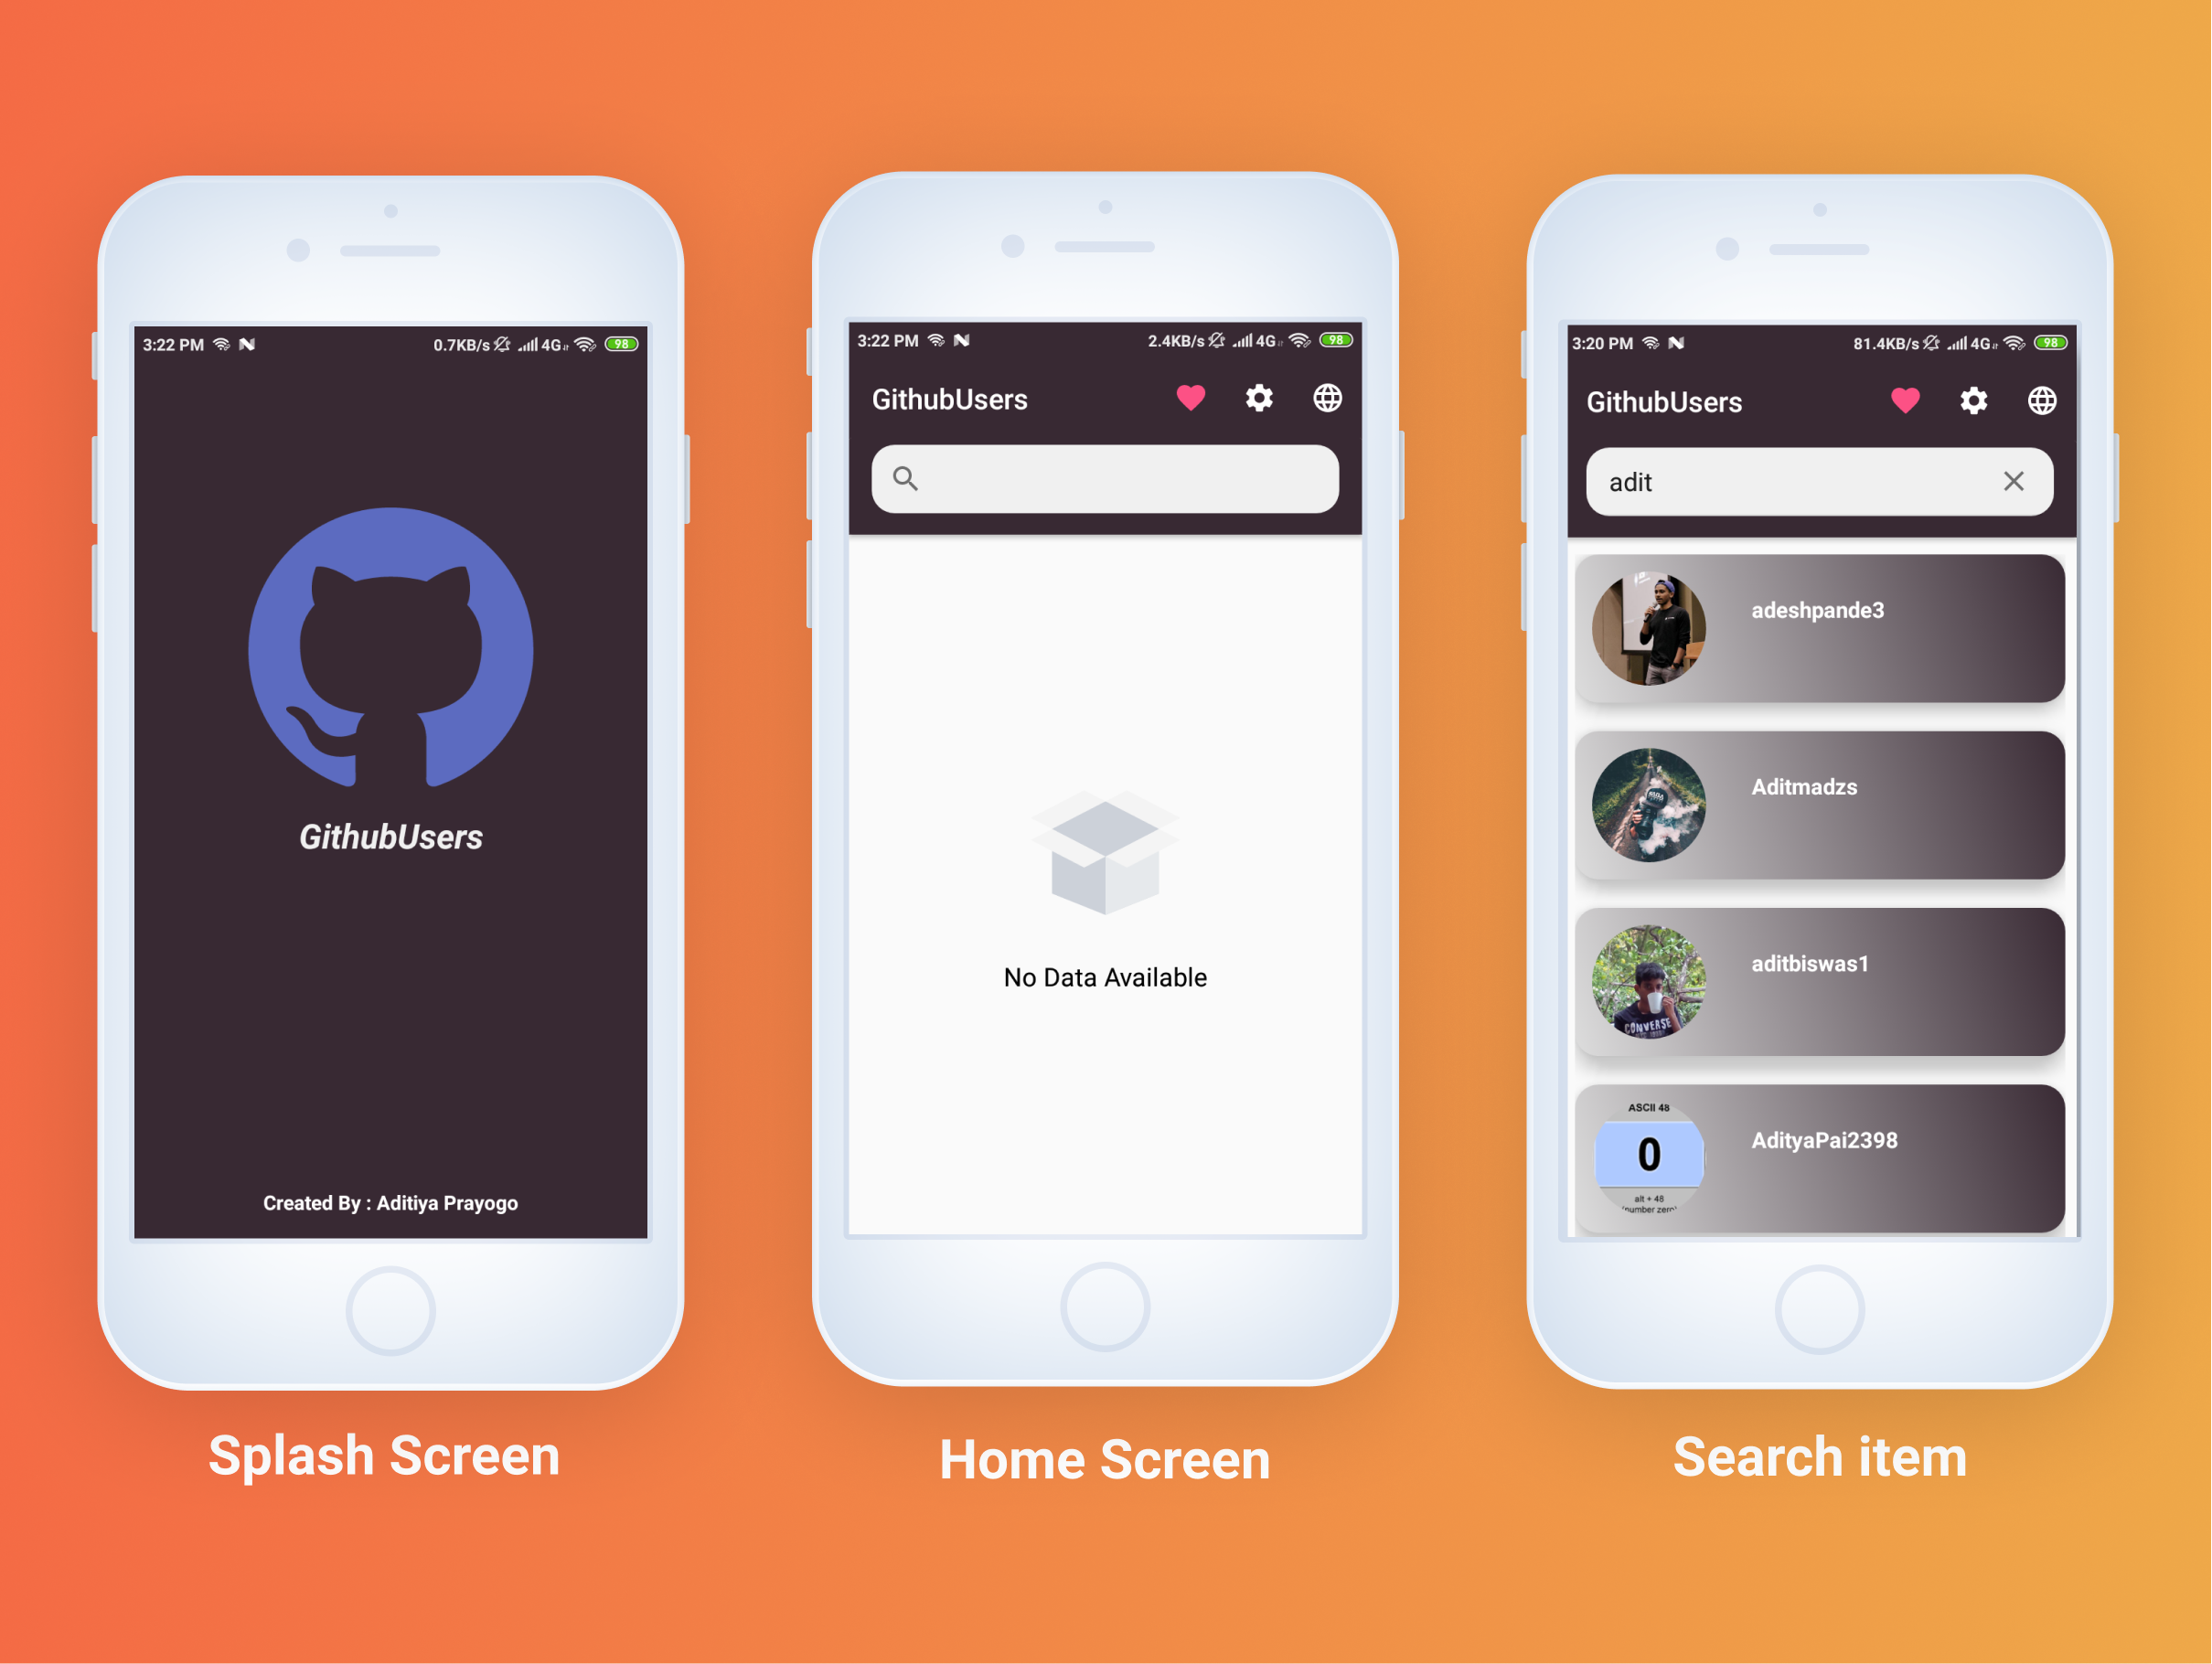 3:22 PM 0.7KB/s 4G 98
GithubUsers
Created By : Aditiya Prayogo
Splash Screen
3:22 PM 2.4KB/s 4G 98
GithubUsers
No Data Available
Home Screen
3:20 PM 81.4KB/s 4G 98
GithubUsers
adit
adeshpande3
Aditmadzs
aditbiswas1
CONVERSE
AdityaPai2398
ASCII 48
0
alt + 48
(number zero)
Search item